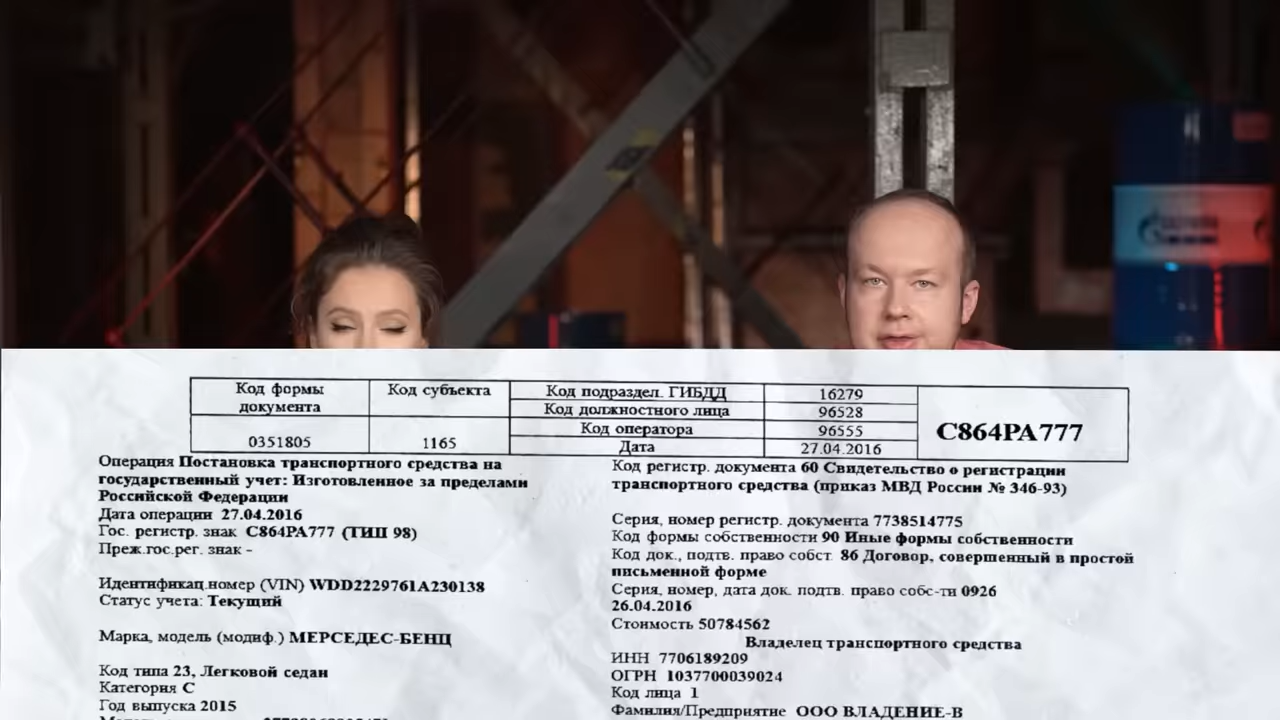 Код формы документа
Код субъекта
Код подраздел. ГИБДД 16279
Код должностного лица 96528
Код оператора 96555
0351805 1165 Дата 27.04.2016
С864РА777
Операция Постановка транспортного средства на
государственный учет: Изготовленное за пределами
Российской Федерации
Дата операции 27.04.2016
Гос. регистр. знак С864РА777 (ТИП 98)
Преж.гос.рег. знак -
Идентификац.номер (VIN) WDD2229761A230138
Статус учета: Текущий
Марка, модель (модиф.) МЕРСЕДЕС-БЕНЦ
Код типа 23, Легковой седан
Категория С
Год выпуска 2015
Код регистр. документа 60 Свидетельство о регистрации
транспортного средства (приказ МВД России № 346-93)
Серия, номер регистр. документа 7738514775
Код формы собственности 90 Иные формы собственности
Код док., подтв. право собст. 86 Договор, совершенный в простой
письменной форме
Серия, номер, дата док. подтв. право собс-ти 0926
26.04.2016
Стоимость 50784562
Владелец транспортного средства
ИНН 7706189209
ОГРН 1037700039024
Код лица 1
Фамилия/Предприятие ООО ВЛАДЕНИЕ-В